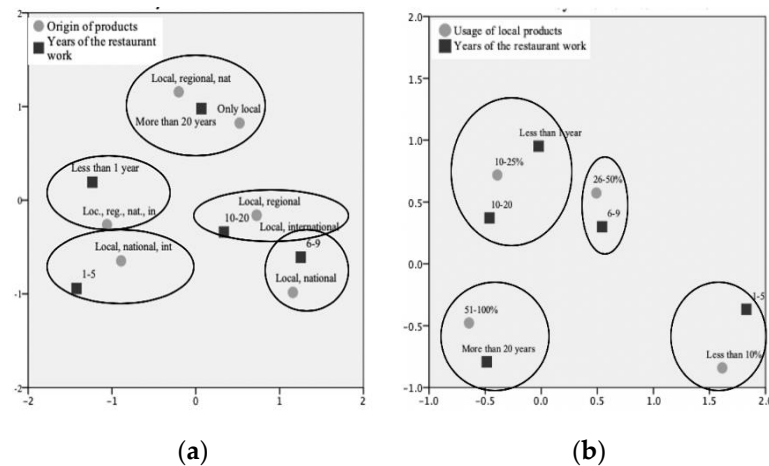 Origin of products
Years of the restaurant
work
2
1
0
-1
-2
Local, regional, nat
Only local
More than 20 years
Less than 1 year
Loc., reg., nat., in
Local, regional
10-20
Local, international
Local, national, int
6-9
1-5
Local, national
-2
-1
0
1
2
(a)
Usage of local products
Years of the restaurant work
2.0
1.5
1.0
0.5
0.0
-0.5
-1.0
Less than 1 year
10-25%
26-50%
10-20
6-9
1-5
51-100%
More than 20 years
Less than 10%
-1.0
-0.5
0.0
0.5
1.0
1.5
2.0
(b)